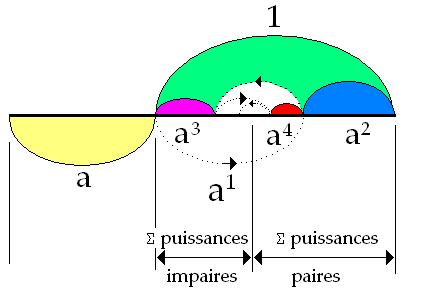 1
a³ a⁴ a²
a a¹
Σ puissances Σ puissances
impaires paires